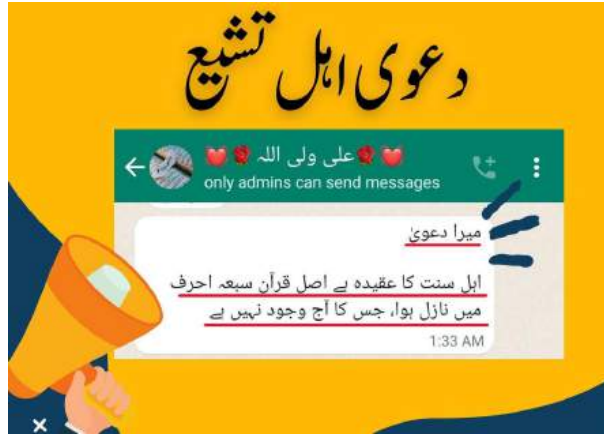 دعوی اہل تشیع
علی ولی اللہ
only admins can send messages
میرا دعویٰ
اہل سنت کا عقیدہ ہے اصل قرآن سبعہ احرف
میں نازل ہوا، جس کا آج وجود نہیں ہے
1:33 AM